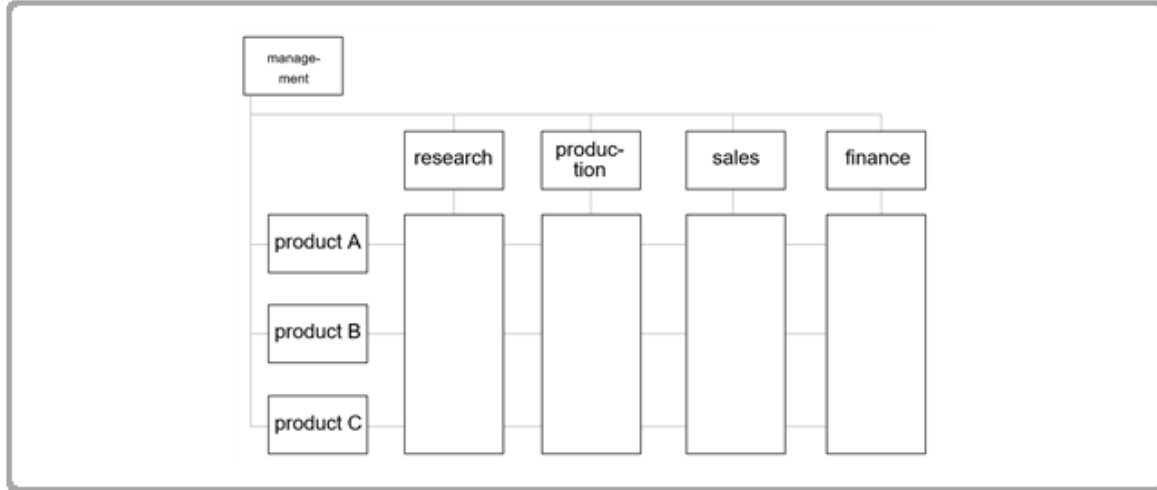 manage-
ment
research
produc-
tion
sales
finance
product A
product B
product C